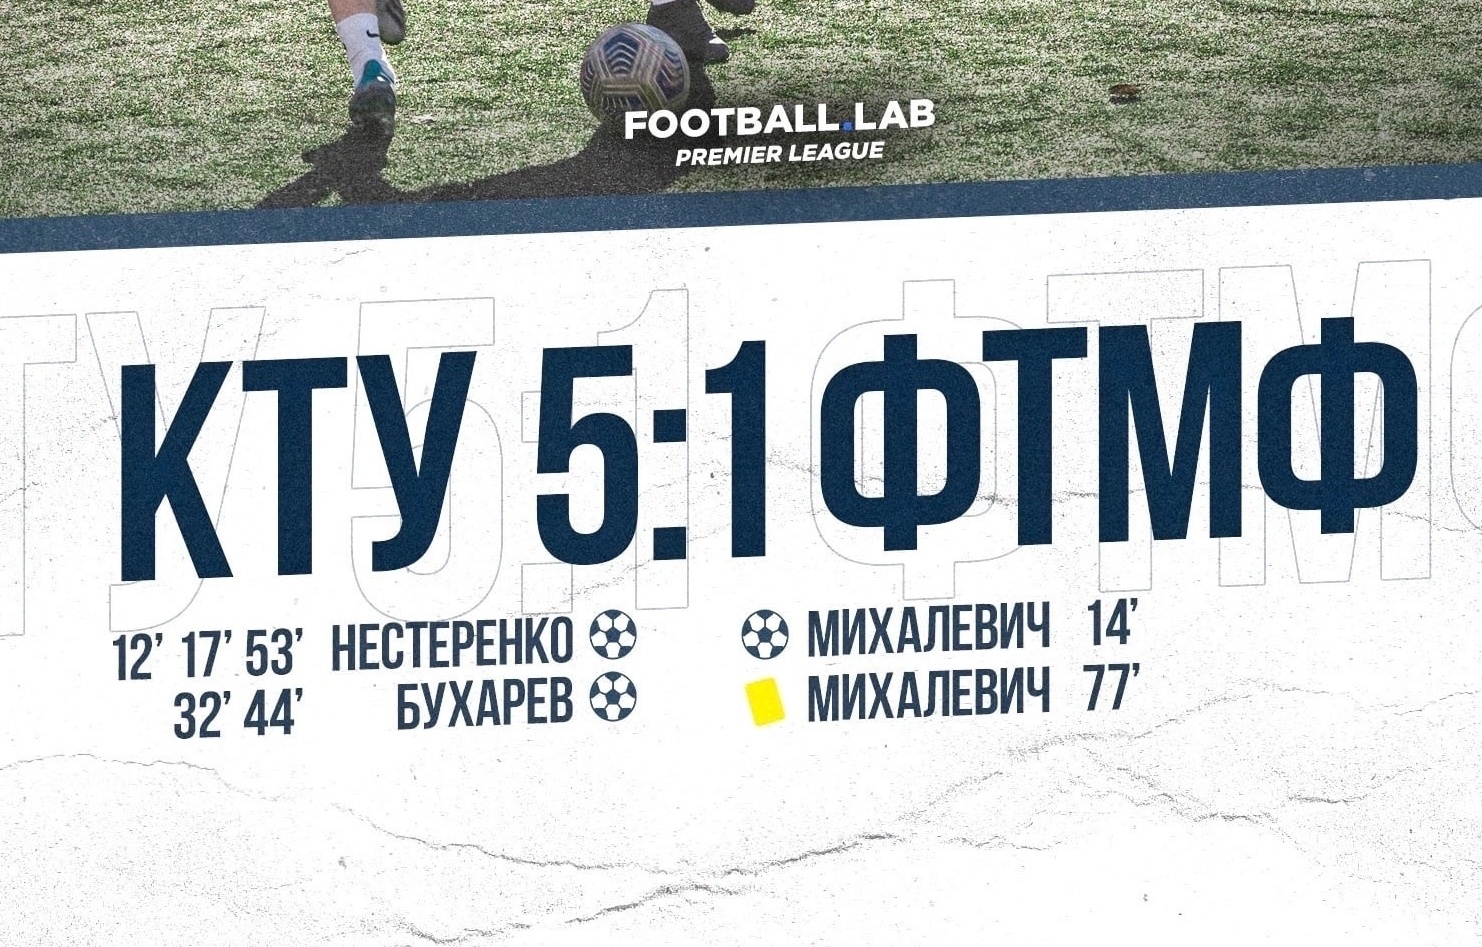 FOOTBALL.LAB
PREMIER LEAGUE
КТУ 5:1 ФТМФ
12’ 17’ 53’ НЕСТЕРЕНКО МИХАЛЕВИЧ 14’
32’ 44’ БУХАРЕВ МИХАЛЕВИЧ 77’